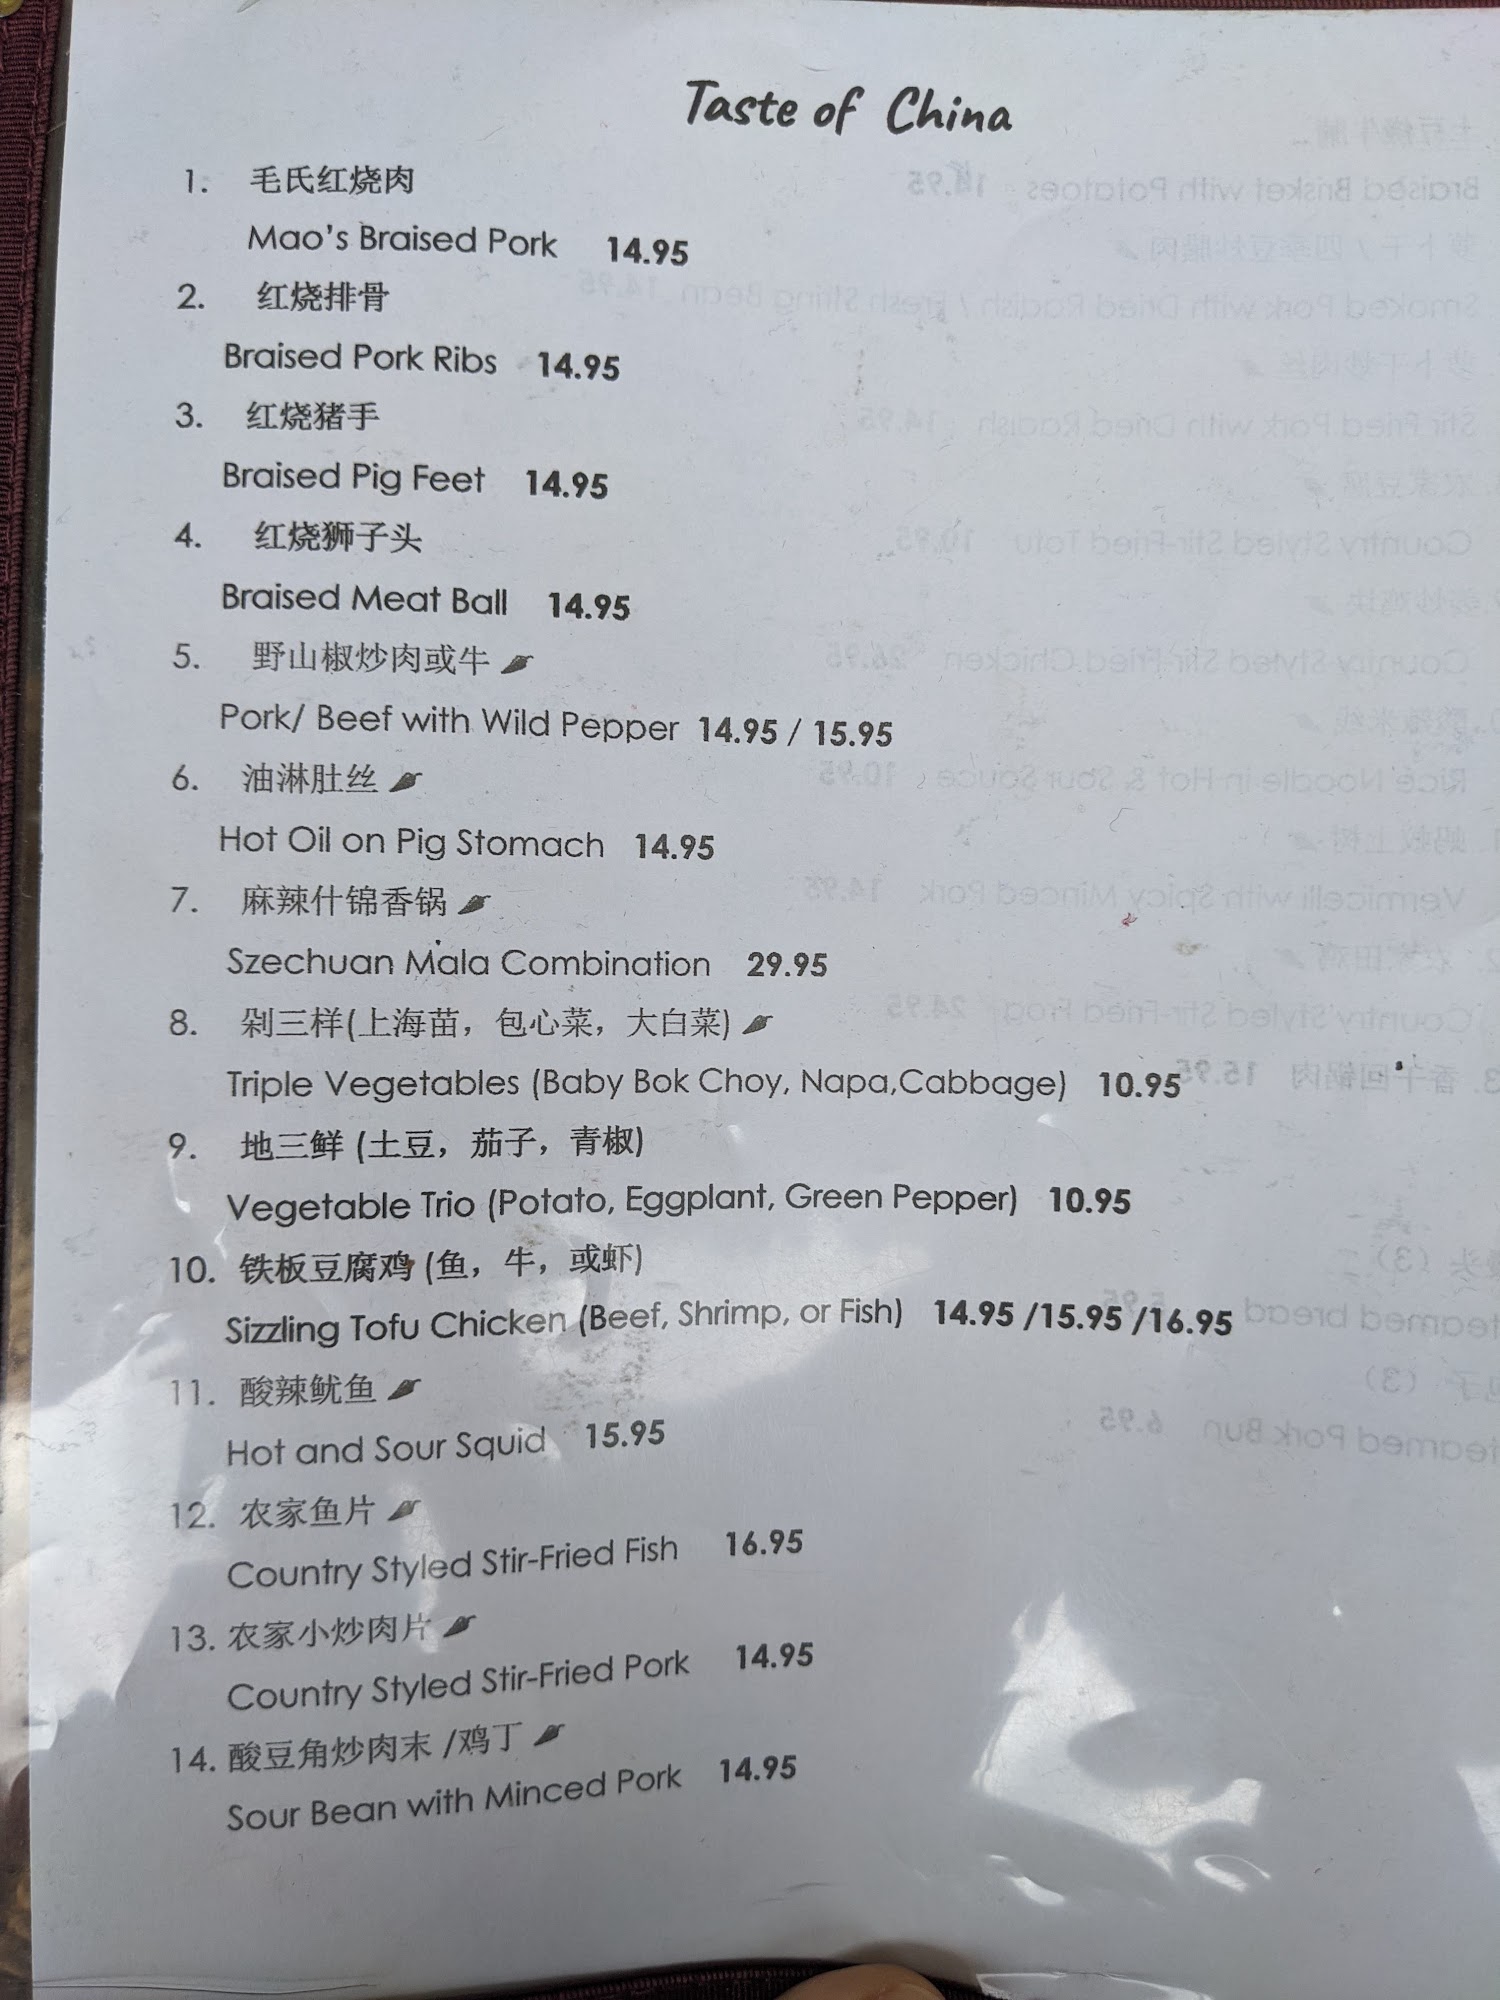 Taste of China
1. 毛氏红烧肉
Mao's Braised Pork 14.95
2. 红烧排骨
Braised Pork Ribs 14.95
3. 红烧猪手
Braised Pig Feet 14.95
4. 红烧狮子头
Braised Meat Ball 14.95
5. 野山椒炒肉或牛
Pork/ Beef with Wild Pepper 14.95 / 15.95
6. 油淋肚丝
Hot Oil on Pig Stomach 14.95
7. 麻辣什锦香锅
Szechuan Mala Combination 29.95
8. 剁三样(上海苗，包心菜，大白菜)
Triple Vegetables (Baby Bok Choy, Napa,Cabbage) 10.95
9. 地三鲜 (土豆，茄子，青椒)
Vegetable Trio (Potato, Eggplant, Green Pepper) 10.95
10. 铁板豆腐鸡 (鱼，牛，或虾)
Sizzling Tofu Chicken (Beef, Shrimp, or Fish) 14.95 /15.95 /16.95
11. 酸辣鱿鱼
Hot and Sour Squid 15.95
12. 农家鱼片
Country Styled Stir-Fried Fish 16.95
13. 农家小炒肉片
Country Styled Stir-Fried Pork 14.95
14. 酸豆角炒肉末 /鸡丁
Sour Bean with Minced Pork 14.95